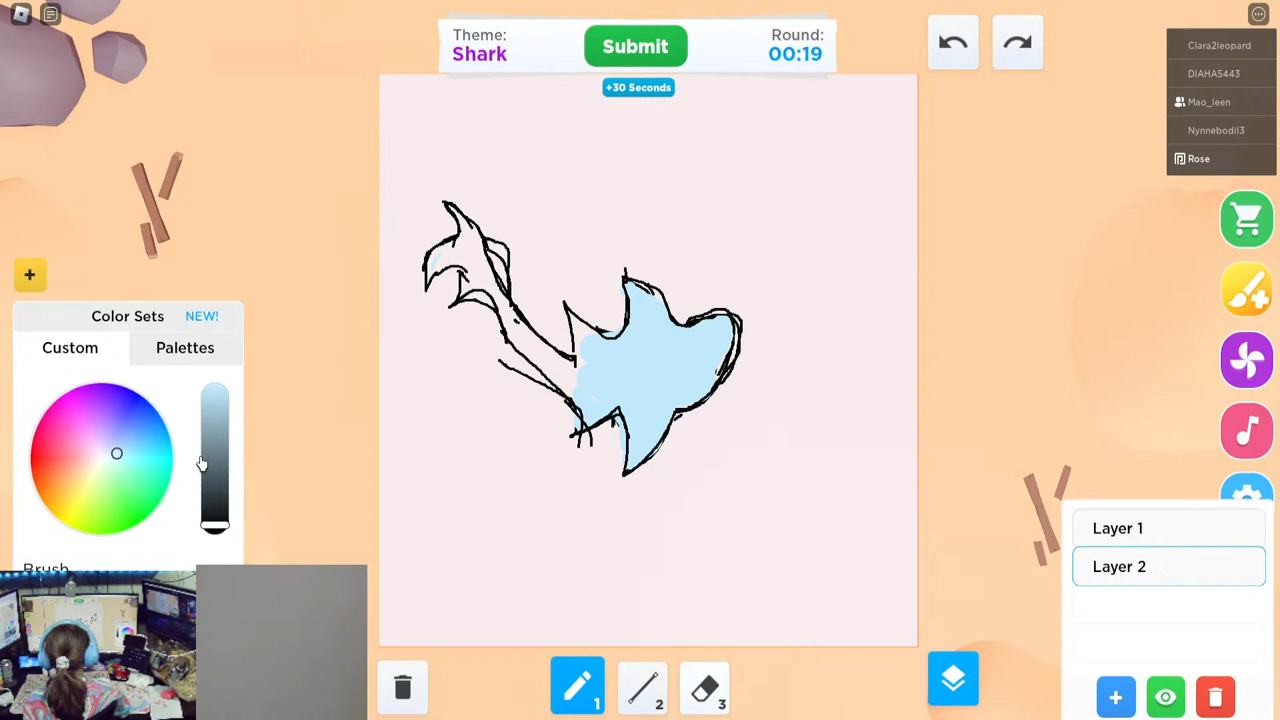 Theme:
Shark
Submit
Round:
00:19
+30 Seconds
Clara2leopard
DIAHA5443
Mao_leen
Nynnebodil3
Rose
+
Color Sets NEW!
Custom Palettes
Brush
Layer 1
Layer 2
1
2
3